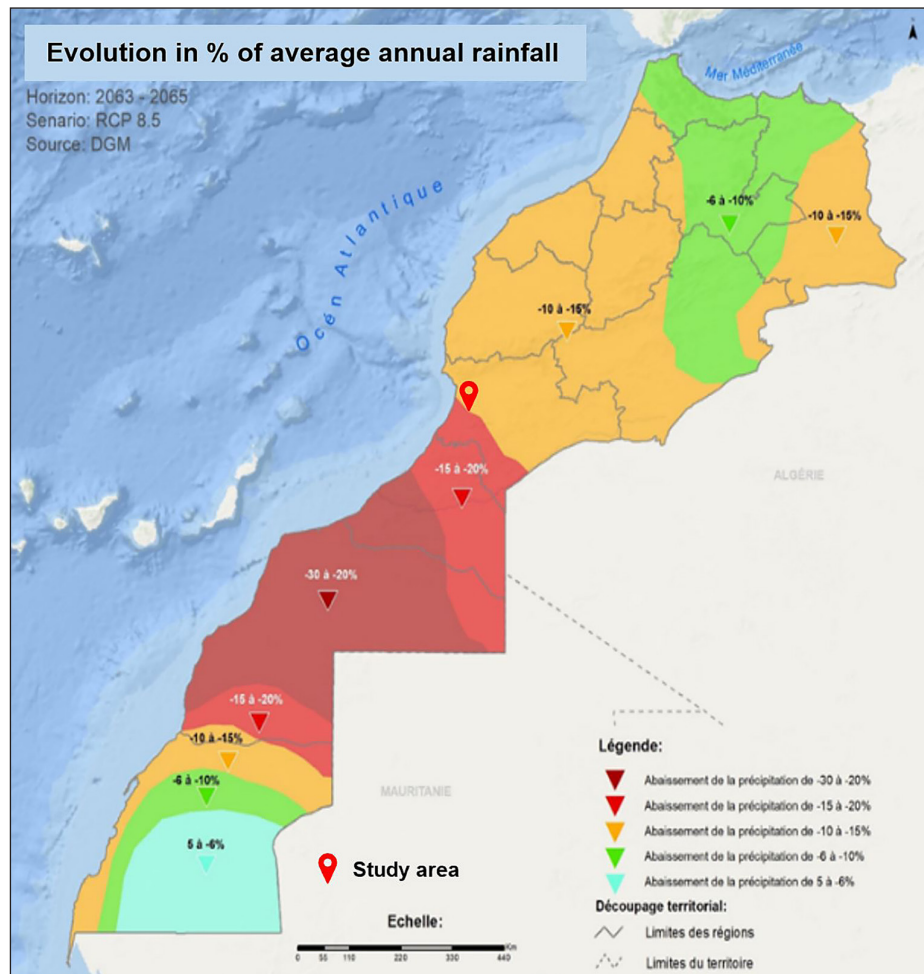 Evolution in % of average annual rainfall
Horizon: 2063 - 2065
Senario: RCP 8.5
Source: DGM
N
Mer Méditerranée
Océn Atlantique
-6 à -10%
-10 à -15%
-10 à -15%
-15 à -20%
ALGÉRIE
-30 à -20%
-15 à -20%
-10 à -15%
-6 à -10%
MAURITANIE
5 à -6%
Légende:
Abaissement de la précipitation de -30 à -20%
Abaissement de la précipitation de -15 à -20%
Abaissement de la précipitation de -10 à -15%
Abaissement de la précipitation de -6 à -10%
Abaissement de la précipitation de 5 à -6%
Study area
Découpage territorial:
Limites des régions
Limites du territoire
Echelle:
Km
0 55 110 220 330 440